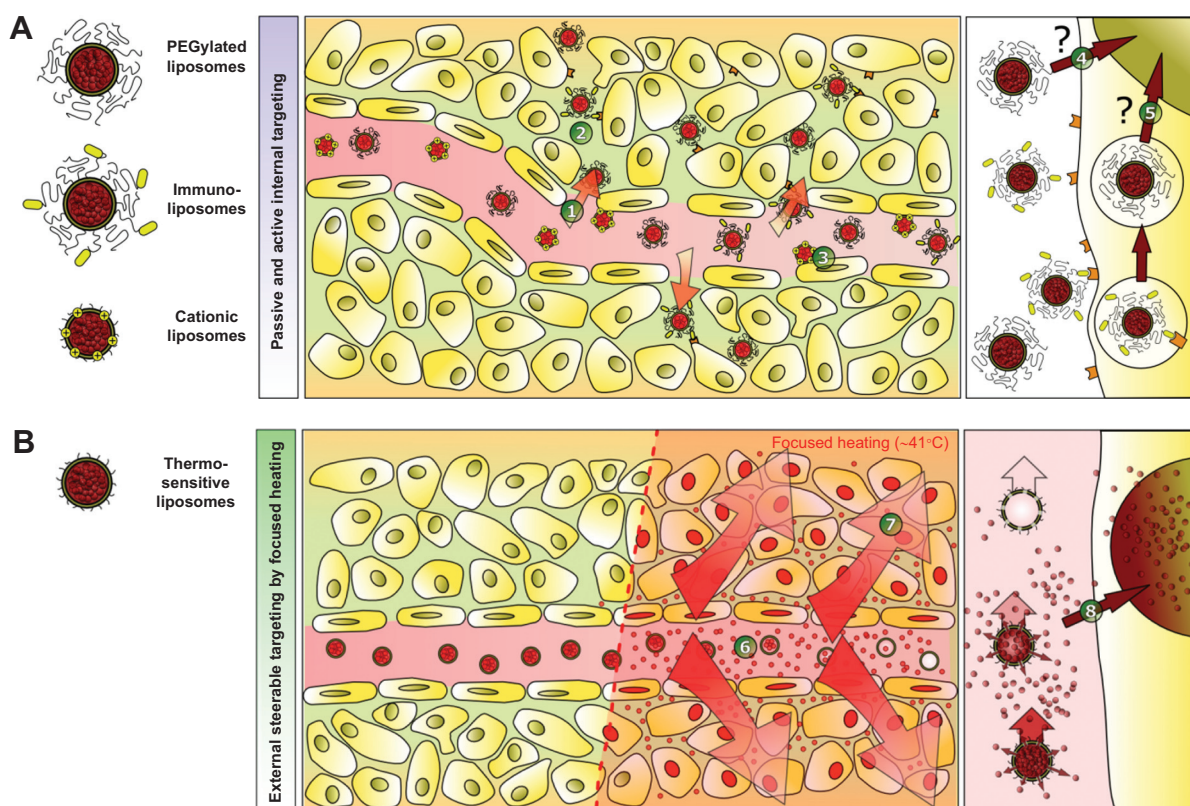 A
PEGylated
liposomes
Immuno-
liposomes
Cationic
liposomes
Passive and active internal targeting
1
2
3
?
4
?
5
B
Thermo-
sensitive
liposomes
External steerable targeting by focused heating
Focused heating (~41°C)
6
7
8